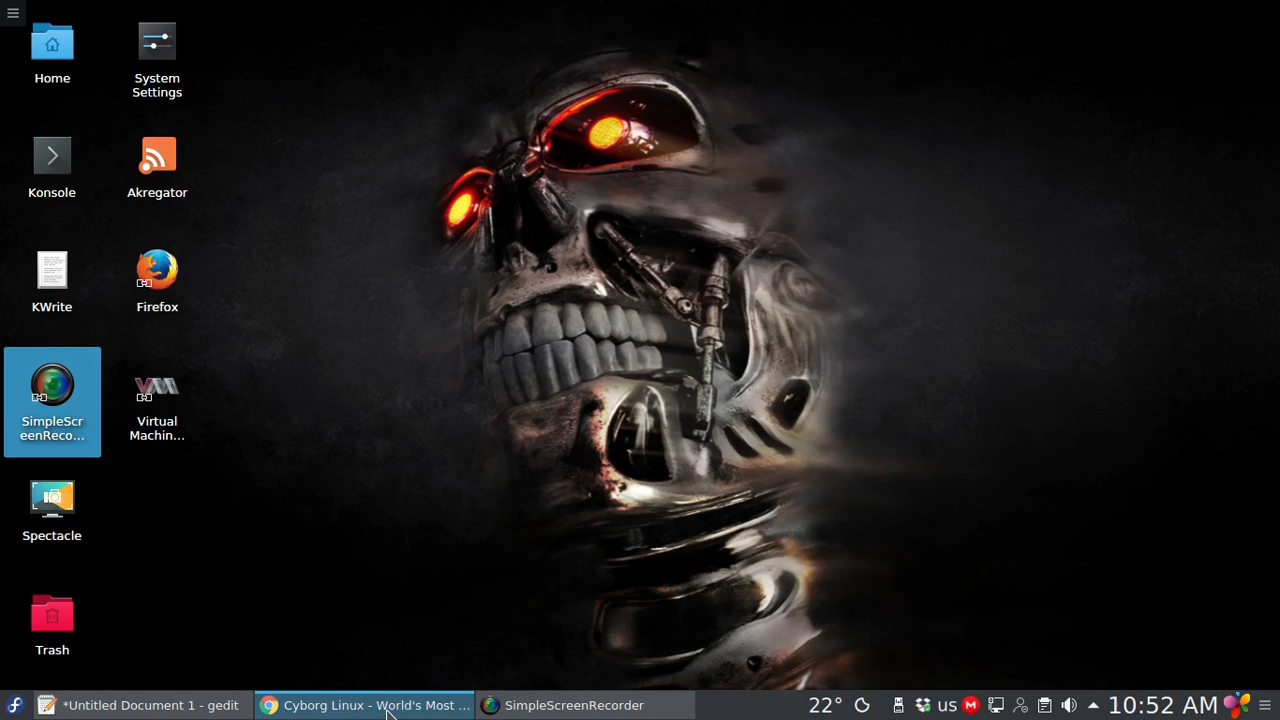 Home
System
Settings
Konsole
Akregator
KWrite
Firefox
SimpleScr
eenReco...
VM
Virtual
Machin...
Spectacle
Trash
*Untitled Document 1 - gedit
Cyborg Linux - World's Most ...
SimpleScreenRecorder
22°
us
M
10:52 AM